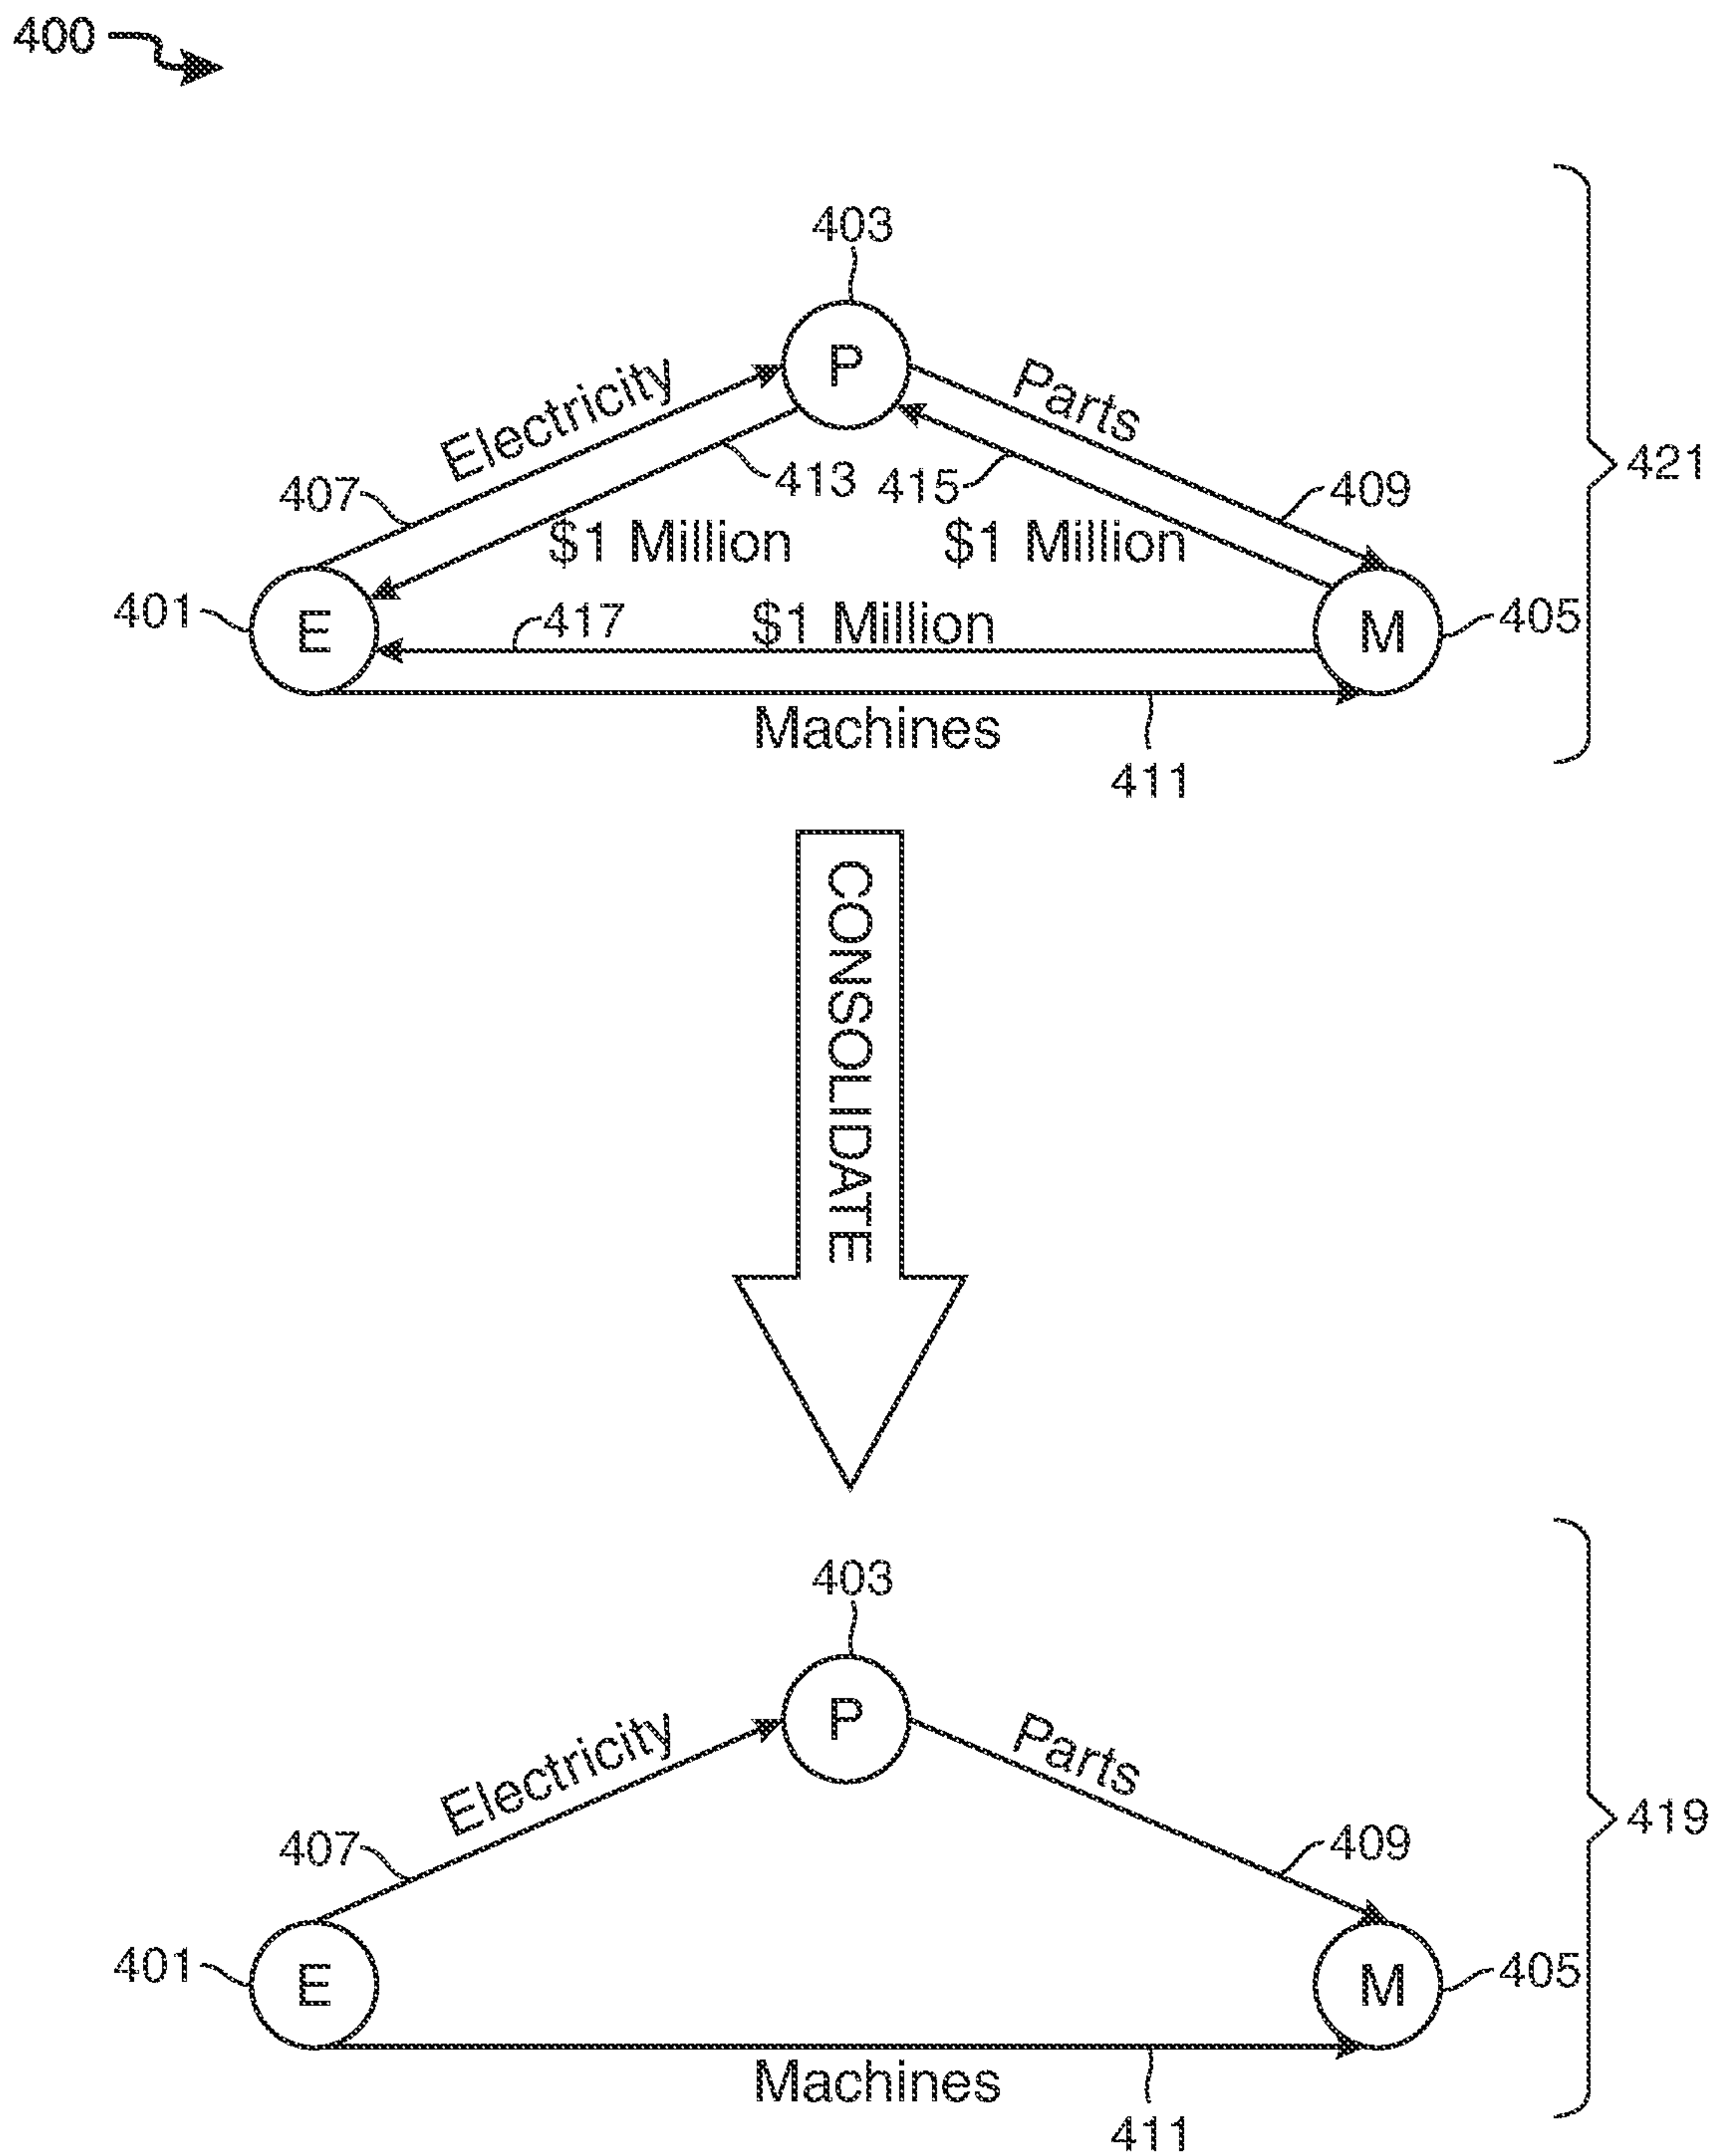 400
403
P
Electricity
Parts
407
413
415
409
421
$1 Million
$1 Million
401
E
417
$1 Million
M
405
Machines
411
CONSOLIDATE
403
P
Electricity
Parts
407
409
419
401
E
M
405
Machines
411